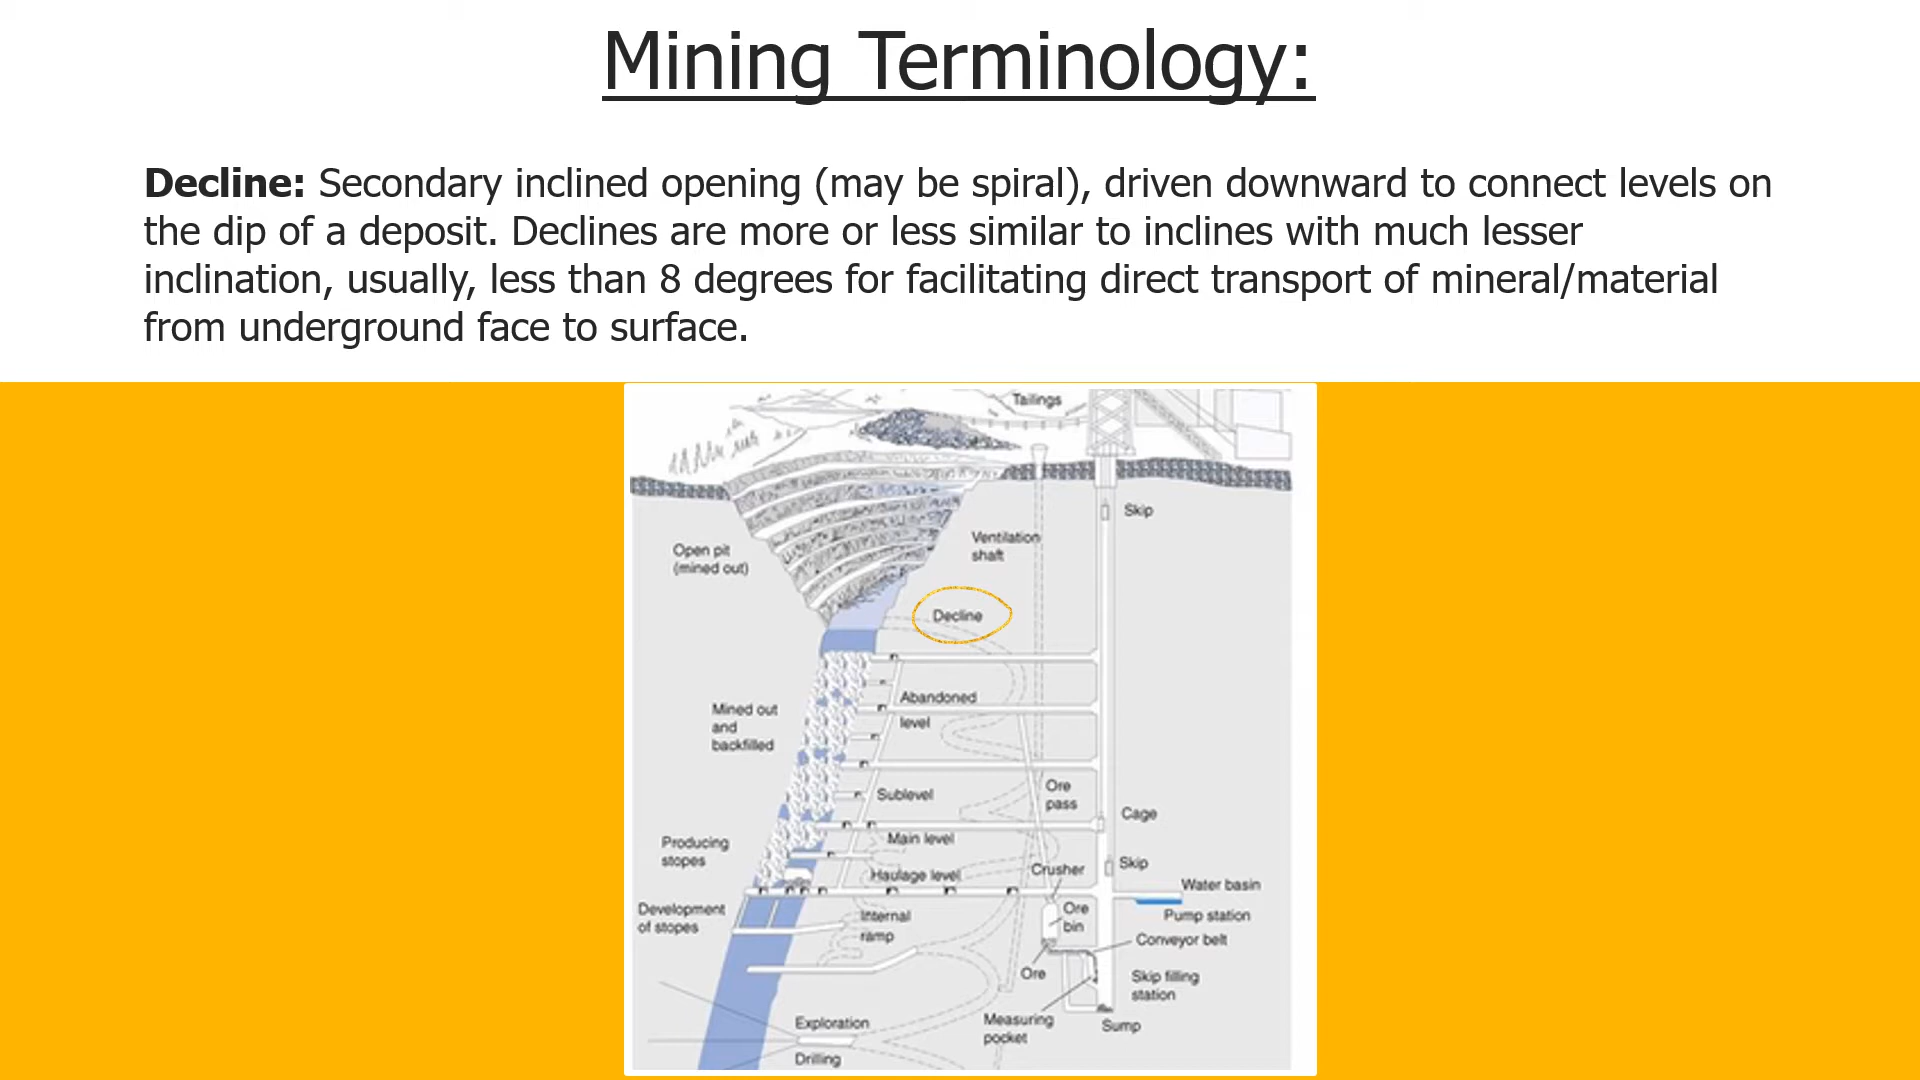 Mining Terminology:
Decline: Secondary inclined opening (may be spiral), driven downward to connect levels on
the dip of a deposit. Declines are more or less similar to inclines with much lesser
inclination, usually, less than 8 degrees for facilitating direct transport of mineral/material
from underground face to surface.
Tailings
Skip
Ventilation
shaft
Open pit
(mined out)
Decline
Abandoned
level
Mined out
and
backfilled
Sublevel
Ore
pass
Cage
Main level
Producing
stopes
Skip
Crusher
Haulage level
Water basin
Development
of stopes
Internal
ramp
Ore
bin
Pump station
Conveyor belt
Ore
Skip filling
station
Exploration
Drilling
Measuring
pocket
Sump